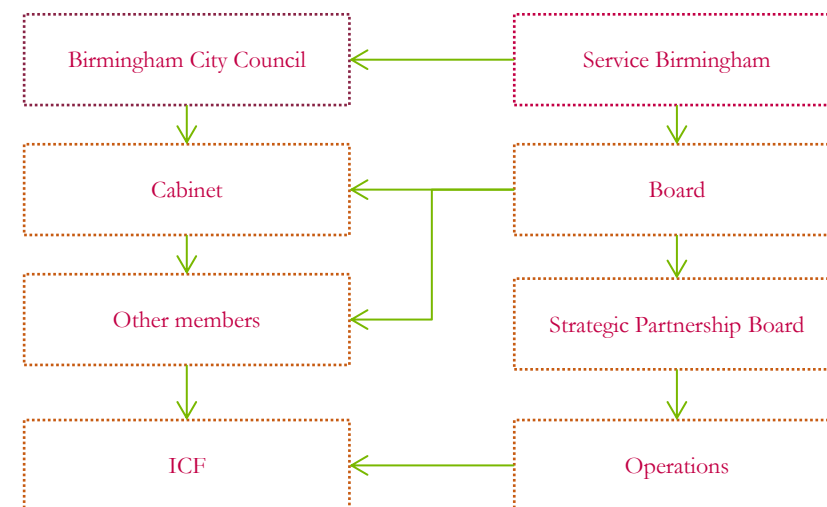 Birmingham City Council
Service Birmingham
Cabinet
Board
Other members
Strategic Partnership Board
ICF
Operations